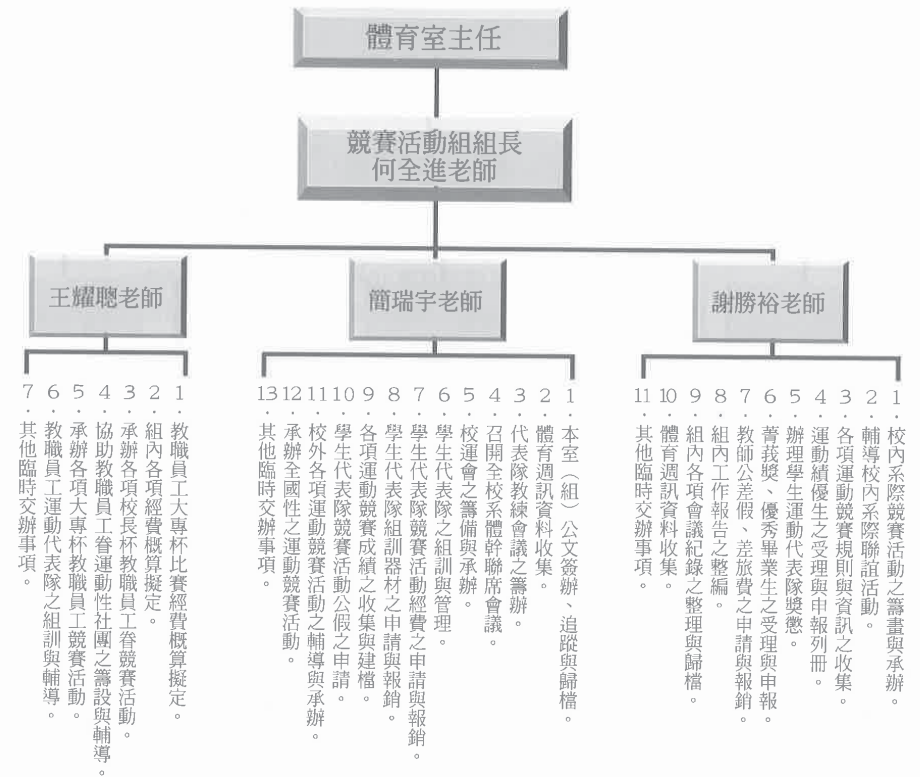 體育室主任
競賽活動組組長
何全進老師
王耀聰老師
簡瑞宇老師
謝勝裕老師
1．校內系際競賽活動之籌畫與承辦。
2．輔導校內系際聯誼活動。
3．各項運動競賽規則與資訊之收集。
4．運動績優生之受理與申報列冊。
5．辦理學生運動代表隊獎懲。
6．菁莪獎、優秀畢業生之受理與申報。
7．教師公差假、差旅費之申請與報銷。
8．組內工作報告之整編。
9．組內各項會議紀錄之整理與歸檔。
10．體育週訊資料收集。
11．其他臨時交辦事項。
1．本室（組）公文簽辦、追蹤與歸檔。
2．體育週訊資料收集。
3．代表隊教練會議之籌辦。
4．召開全校系體幹聯席會議。
5．校運會之籌備與承辦。
6．學生代表隊之組訓與管理。
7．學生代表隊競賽活動經費之申請與報銷。
8．學生代表隊組訓器材之申請與報銷。
9．各項運動競賽成績之收集與建檔。
10．學生代表隊競賽活動公假之申請。
11．校外各項運動競賽活動之輔導與承辦。
12．承辦全國性之運動競賽活動。
13．其他臨時交辦事項。
1．教職員工大專杯比賽經費概算擬定。
2．組內各項經費概算擬定。
3．承辦各項校長杯教職員工眷競賽活動。
4．協助教職員工眷運動性社團之籌設與輔導。
5．承辦各項大專杯教職員工競賽活動。
6．教職員工運動代表隊之組訓與輔導。
7．其他臨時交辦事項。